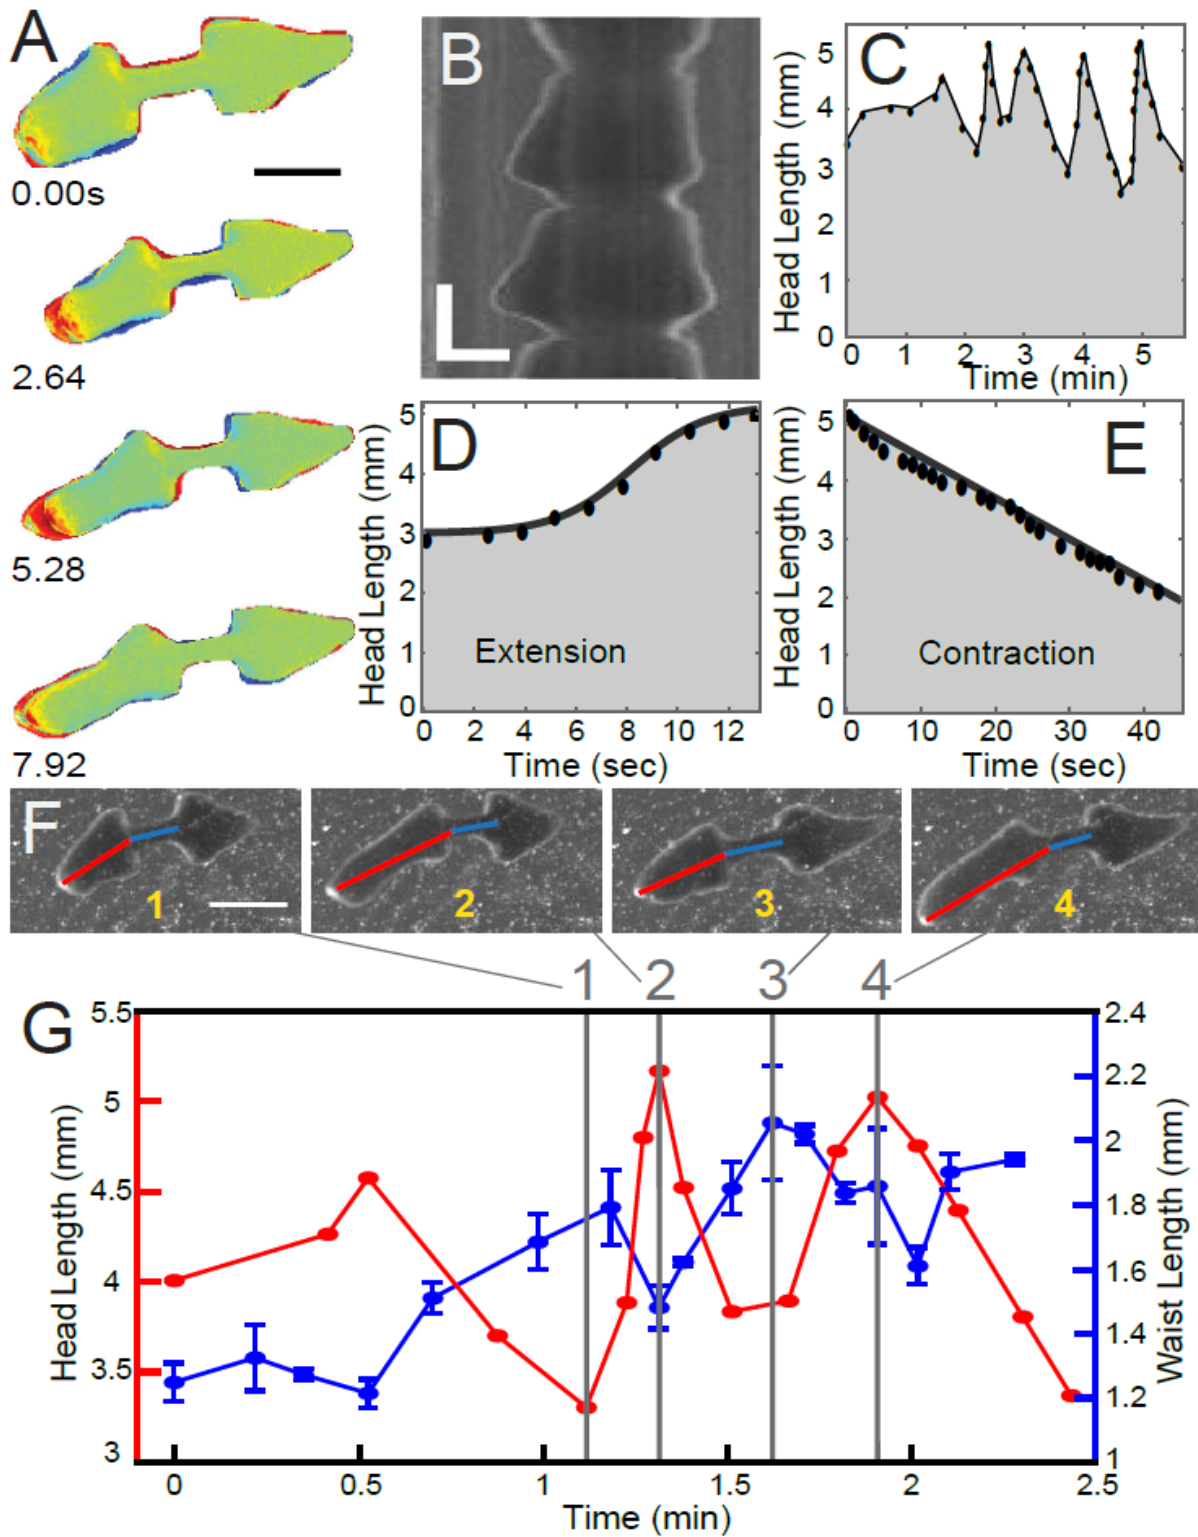 A
0.00s
2.64
5.28
7.92
B
C
Head Length (mm)
5
4
3
2
1
0
0 1 2 3 4 5
Time (min)
D
Head Length (mm)
5
4
3
2
1
0
Extension
0 2 4 6 8 10 12
Time (sec)
E
Head Length (mm)
5
4
3
2
1
0
Contraction
0 10 20 30 40
Time (sec)
F
1 2 3 4
1 2 3 4
G
Head Length (mm)
5.5
5
4.5
4
3.5
3
Waist Length (mm)
2.4
2.2
2
1.8
1.6
1.4
1.2
1
0 0.5 1 1.5 2 2.5
Time (min)